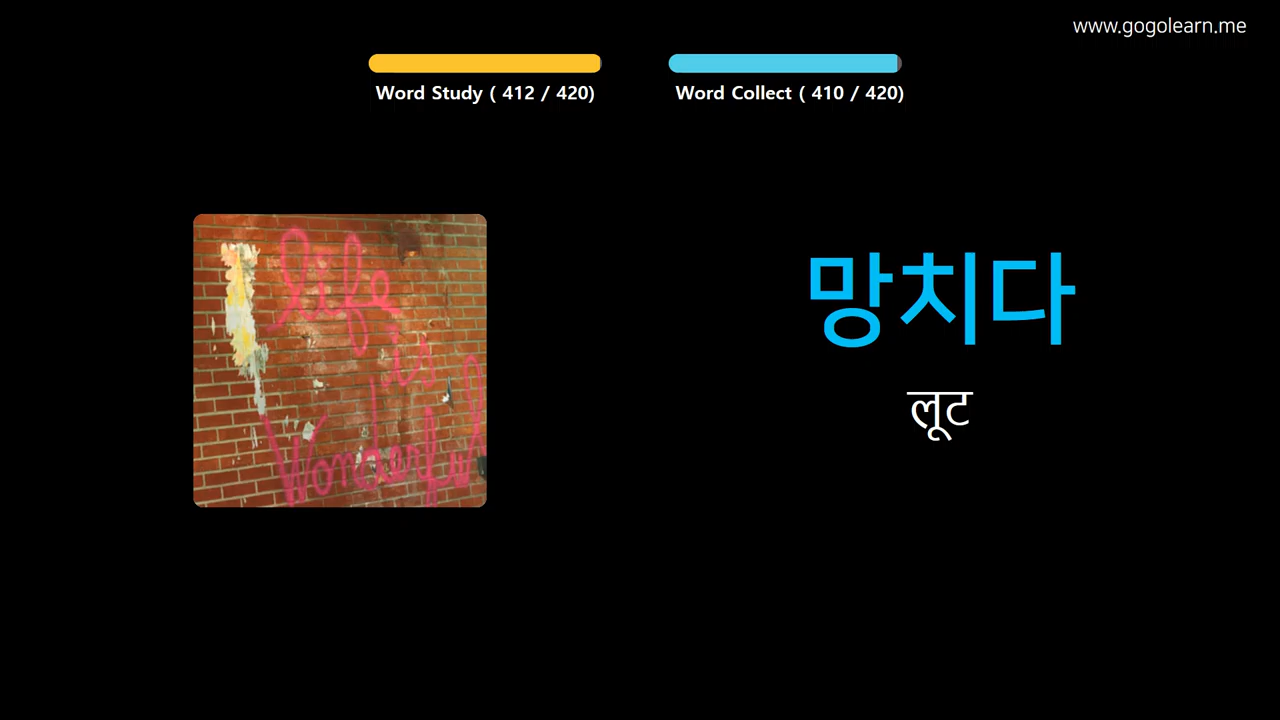 www.gogolearn.me
Word Study ( 412 / 420)
Word Collect ( 410 / 420)
life
is
Wonderful
망치다
लूट